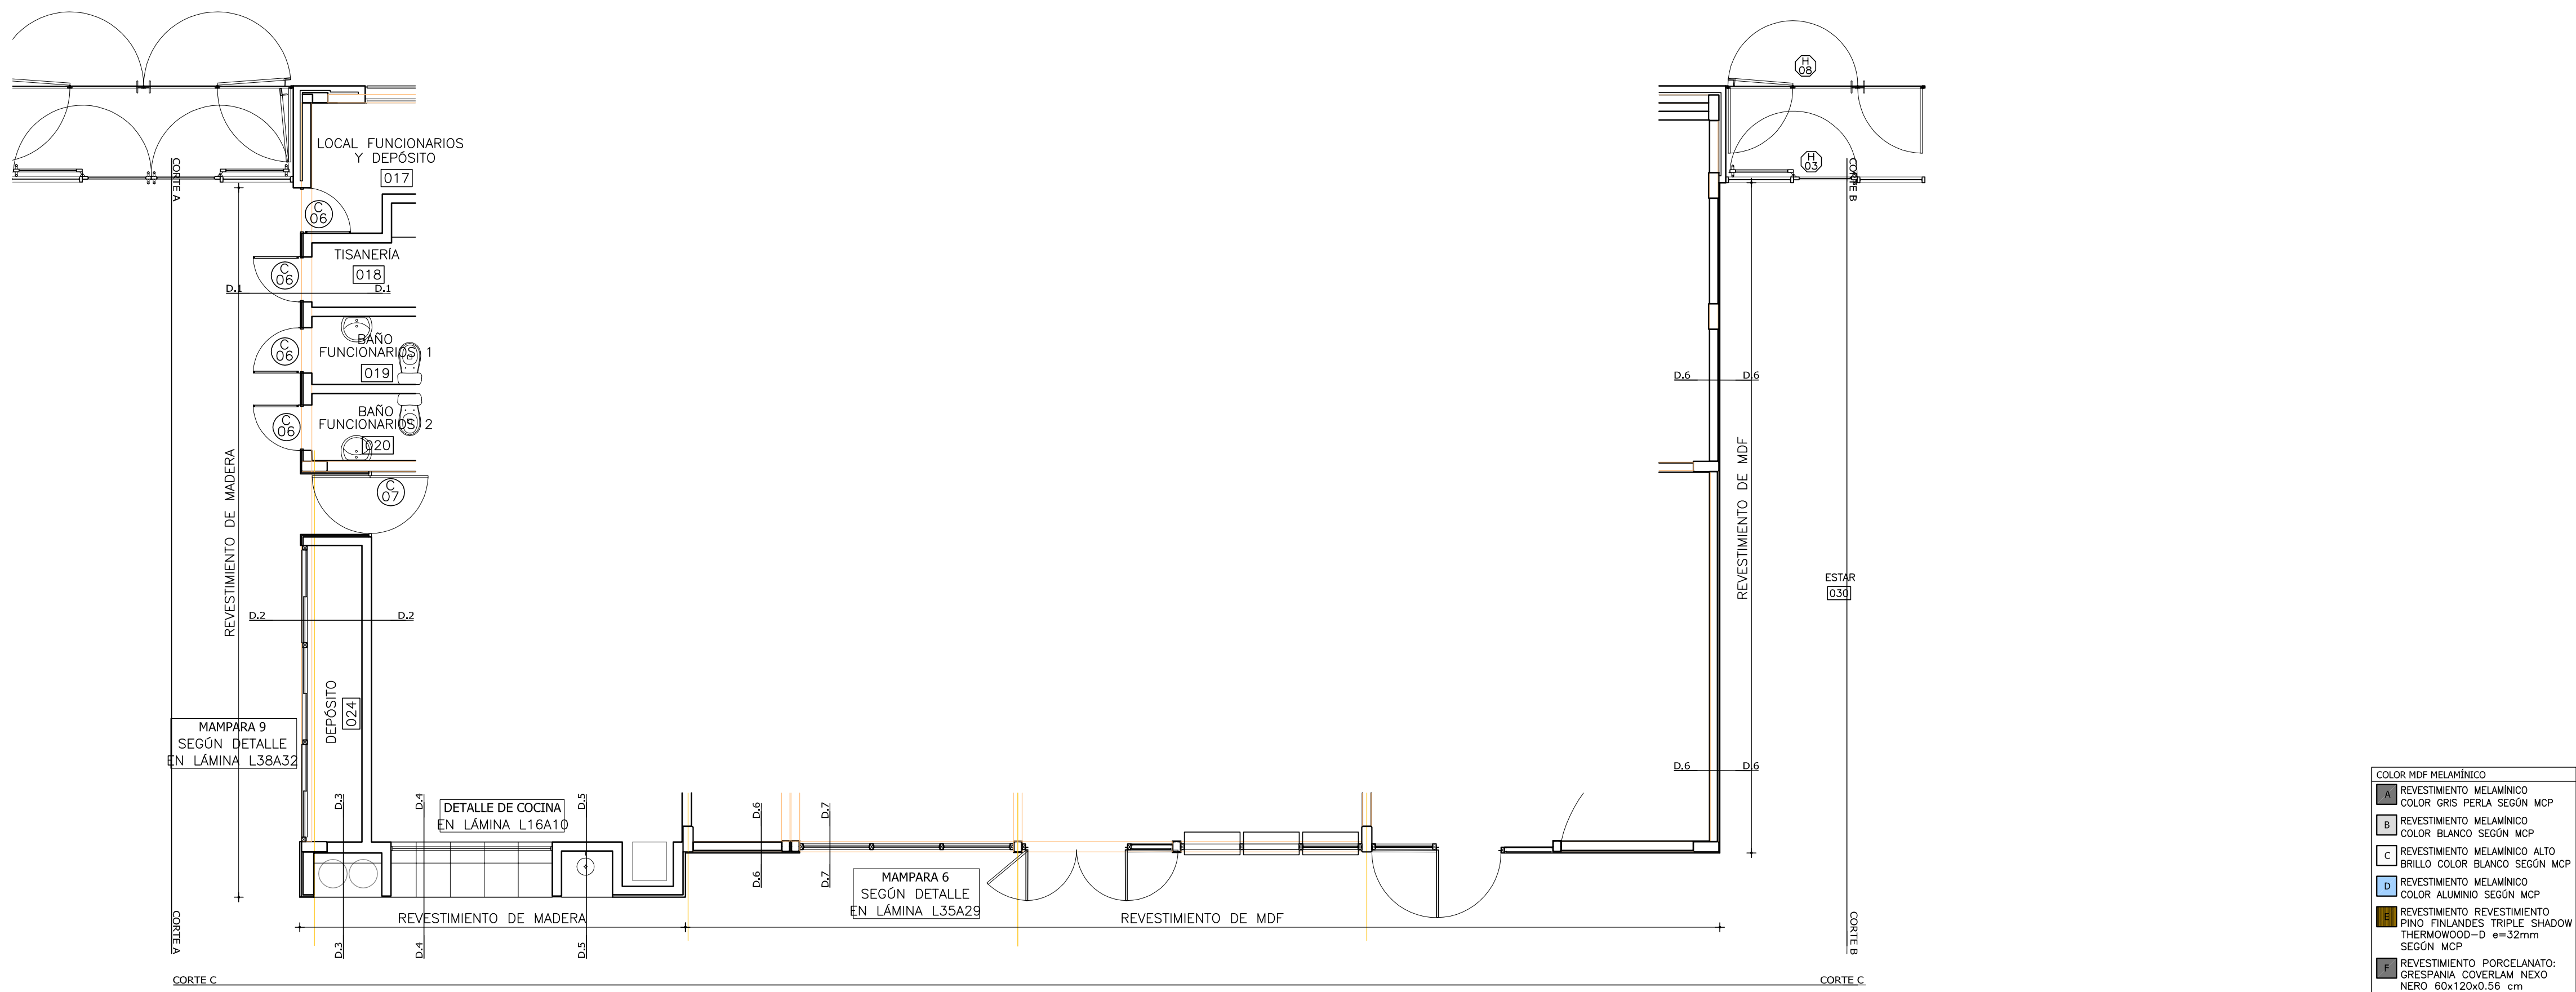 H
08
H
03
CORTE A
CORTE B
LOCAL FUNCIONARIOS
Y DEPÓSITO
017
C
06
TISANERÍA
018
C
06
D.1
D.1
BAÑO
FUNCIONARIOS 1
019
C
06
BAÑO
FUNCIONARIOS 2
020
C
06
C
07
D.6
D.6
REVESTIMIENTO DE MADERA
REVESTIMIENTO DE MDF
ESTAR
030
D.2
D.2
DEPÓSITO
024
MAMPARA 9
SEGÚN DETALLE
EN LÁMINA L38A32
D.6
D.6
D.3
D.4
DETALLE DE COCINA
EN LÁMINA L16A10
D.5
D.6
D.7
D.6
D.7
MAMPARA 6
SEGÚN DETALLE
EN LÁMINA L35A29
REVESTIMIENTO DE MADERA
REVESTIMIENTO DE MDF
D.3
D.4
D.5
CORTE A
CORTE B
CORTE C
CORTE C
COLOR MDF MELAMÍNICO
A
REVESTIMIENTO MELAMÍNICO
COLOR GRIS PERLA SEGÚN MCP
B
REVESTIMIENTO MELAMÍNICO
COLOR BLANCO SEGÚN MCP
C
REVESTIMIENTO MELAMÍNICO ALTO
BRILLO COLOR BLANCO SEGÚN MCP
D
REVESTIMIENTO MELAMÍNICO
COLOR ALUMINIO SEGÚN MCP
E
REVESTIMIENTO REVESTIMIENTO
PINO FINLANDES TRIPLE SHADOW
THERMOWOOD-D e=32mm
SEGÚN MCP
F
REVESTIMIENTO PORCELANATO:
GRESPANIA COVERLAM NEXO
NERO 60x120x0.56 cm